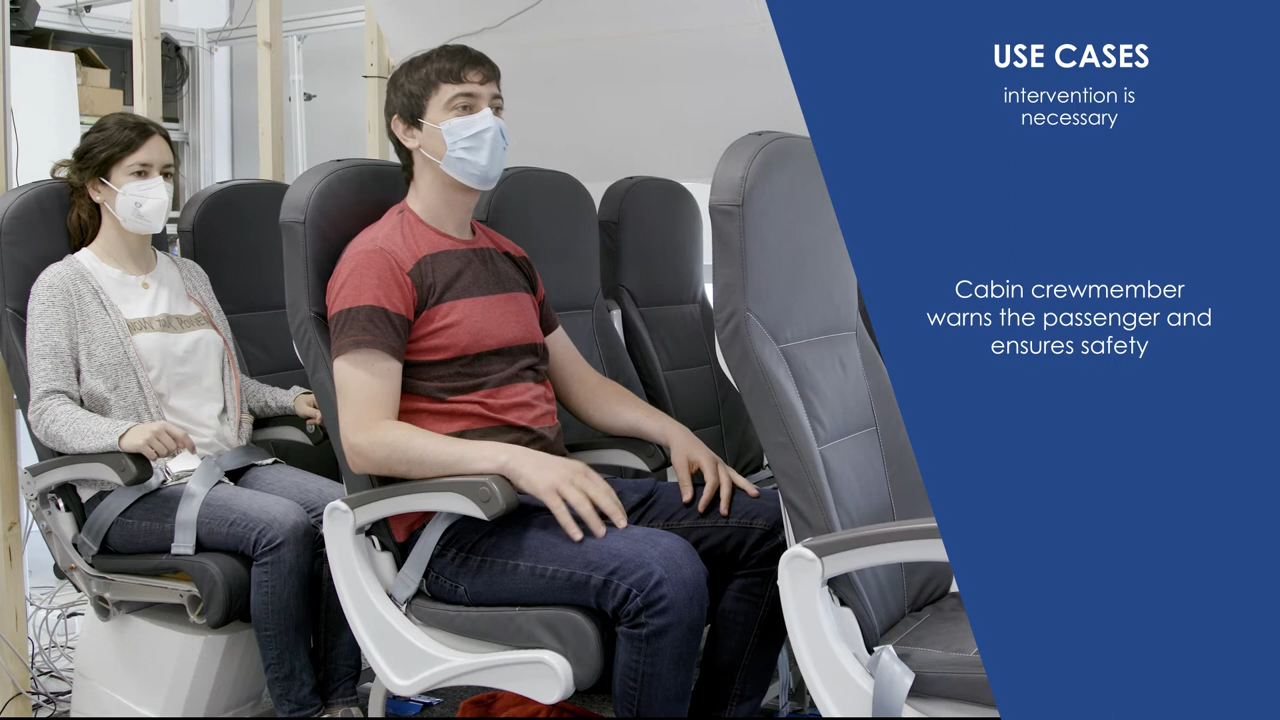 USE CASES
intervention is
necessary
Cabin crewmember
warns the passenger and
ensures safety